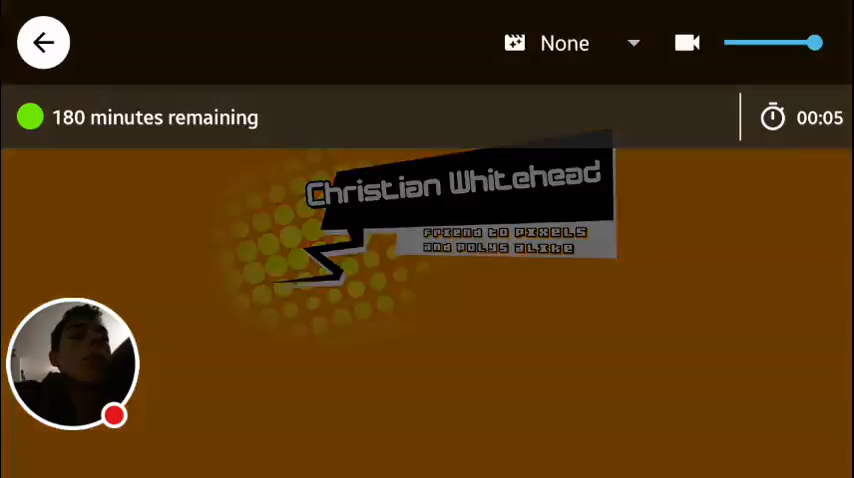 None
180 minutes remaining
00:05
Christian Whitehead
friend to pixels
and polys alike